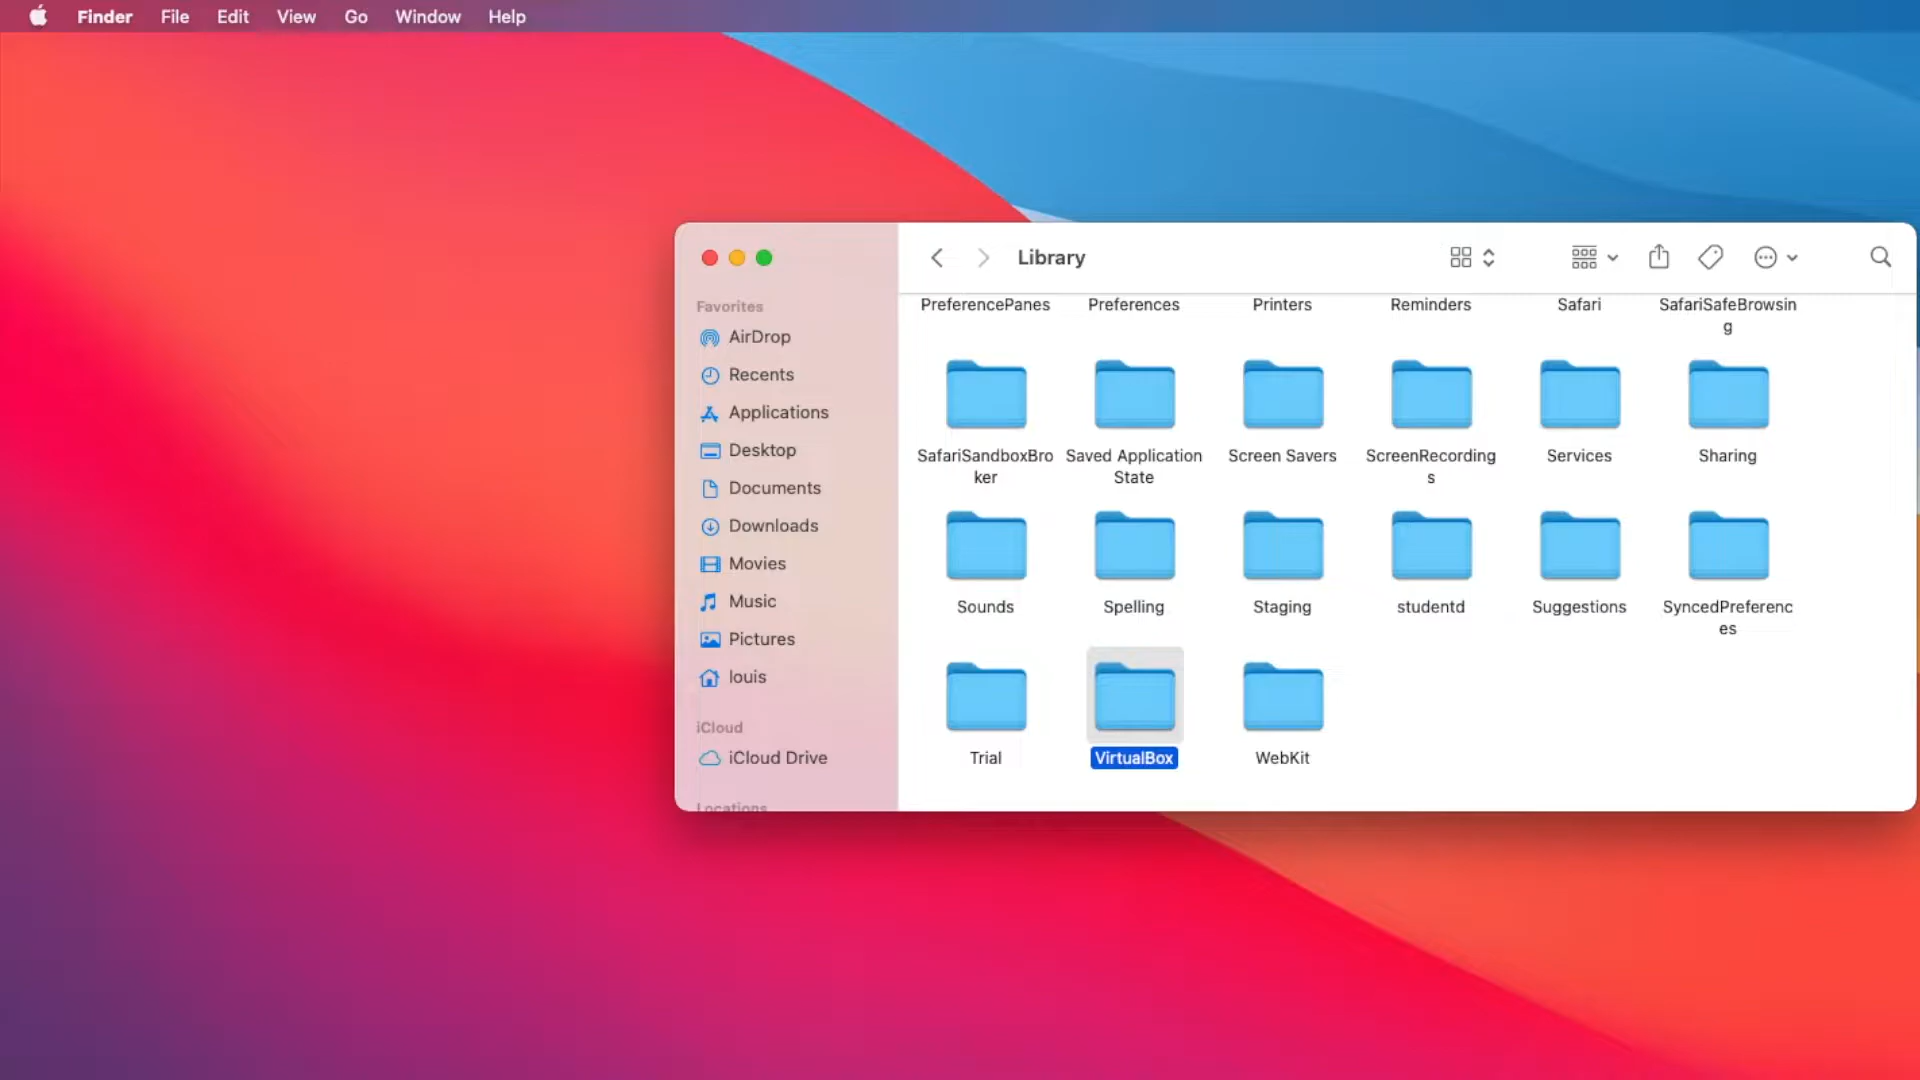 Finder File Edit View Go Window Help
Library
Favorites
AirDrop
Recents
Applications
Desktop
Documents
Downloads
Movies
Music
Pictures
louis
iCloud
iCloud Drive
Locations
PreferencePanes Preferences Printers Reminders Safari SafariSafeBrowsin
g
SafariSandboxBro Saved Application Screen Savers ScreenRecording Services Sharing
ker State s
Sounds Spelling Staging studentd Suggestions SyncedPreferenc
es
Trial VirtualBox WebKit